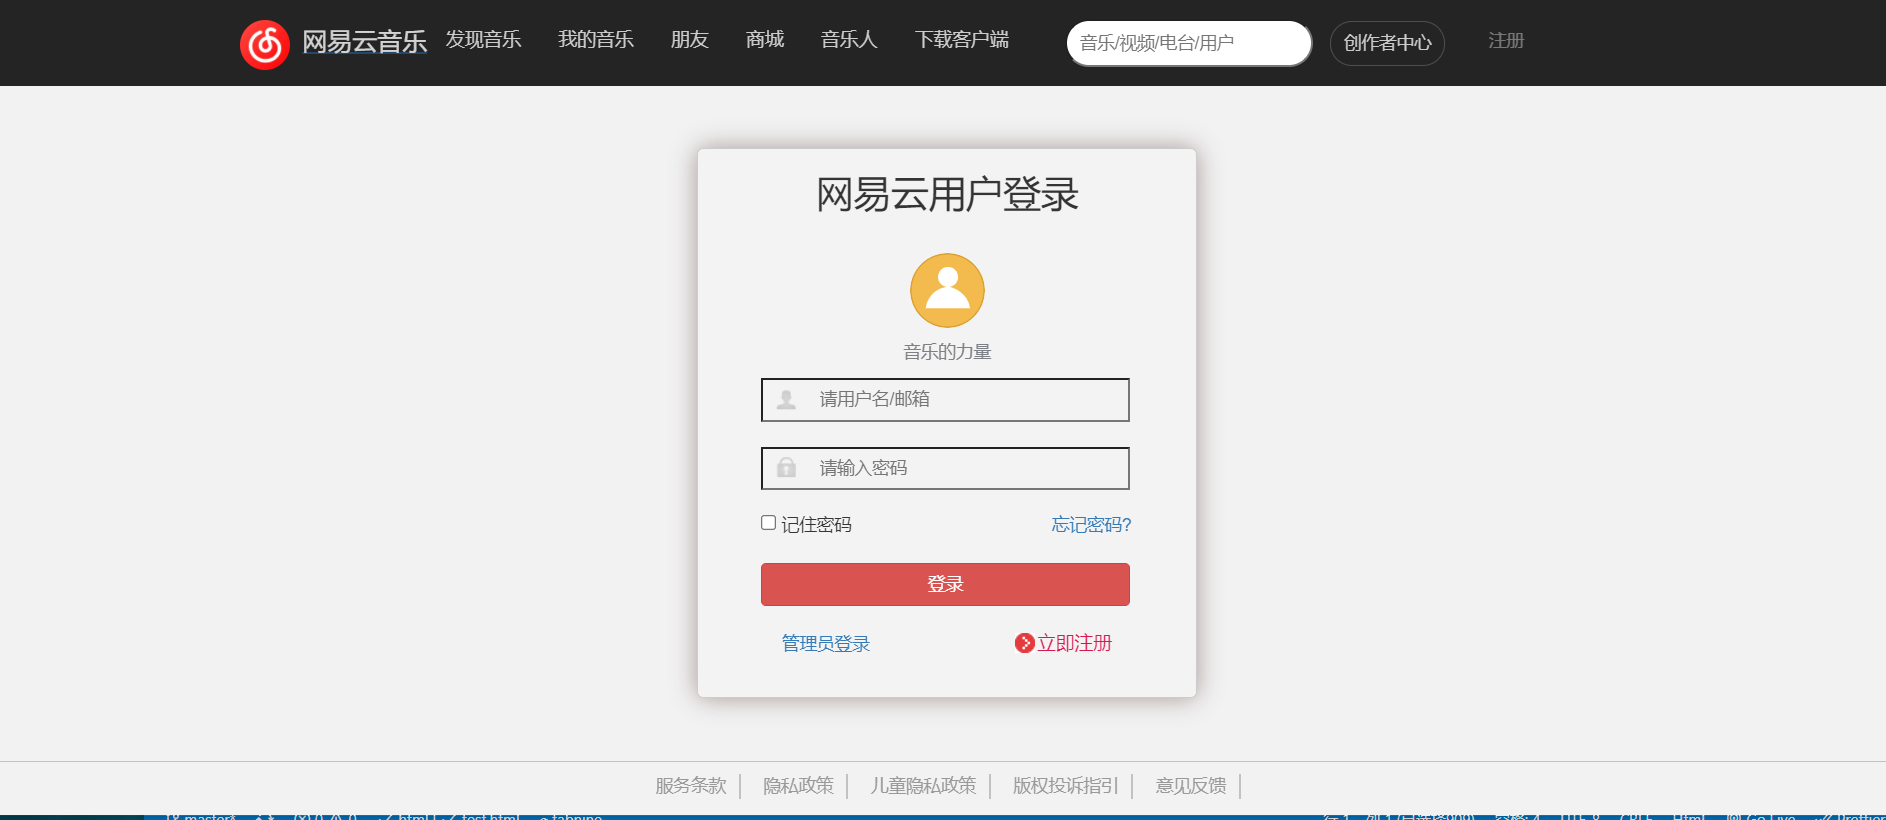 网易云音乐 发现音乐 我的音乐 朋友 商城 音乐人 下载客户端 音乐/视频/电台/用户 创作者中心 注册
网易云用户登录
音乐的力量
请用户名/邮箱
请输入密码
记住密码 忘记密码?
登录
管理员登录 立即注册
服务条款 隐私政策 儿童隐私政策 版权投诉指引 意见反馈